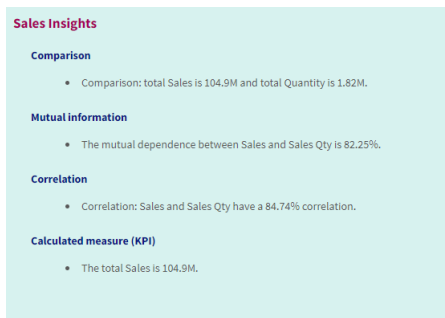 Sales Insights
Comparison
• Comparison: total Sales is 104.9M and total Quantity is 1.82M.
Mutual information
• The mutual dependence between Sales and Sales Qty is 82.25%.
Correlation
• Correlation: Sales and Sales Qty have a 84.74% correlation.
Calculated measure (KPI)
• The total Sales is 104.9M.